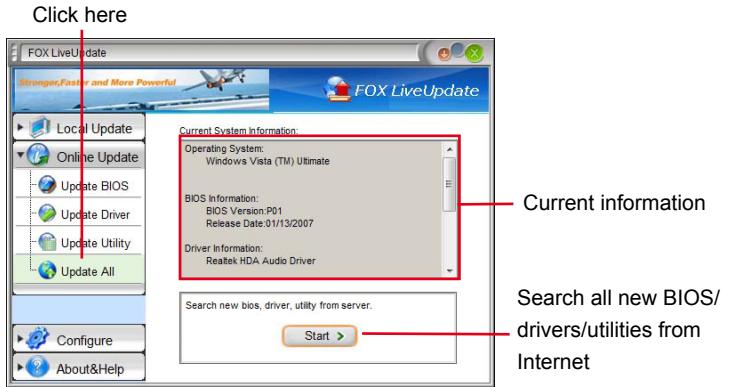 Click here
FOX LiveUpdate
Stronger,Faster and More Powerful
FOX LiveUpdate
Local Update
Online Update
Update BIOS
Update Driver
Update Utility
Update All
Configure
About&Help
Current System Information:
Operating System:
Windows Vista (TM) Ultimate
BIOS Information:
BIOS Version:P01
Release Date:01/13/2007
Driver Information:
Realtek HDA Audio Driver
Search new bios, driver, utility from server.
Start
Current information
Search all new BIOS/
drivers/utilities from
Internet